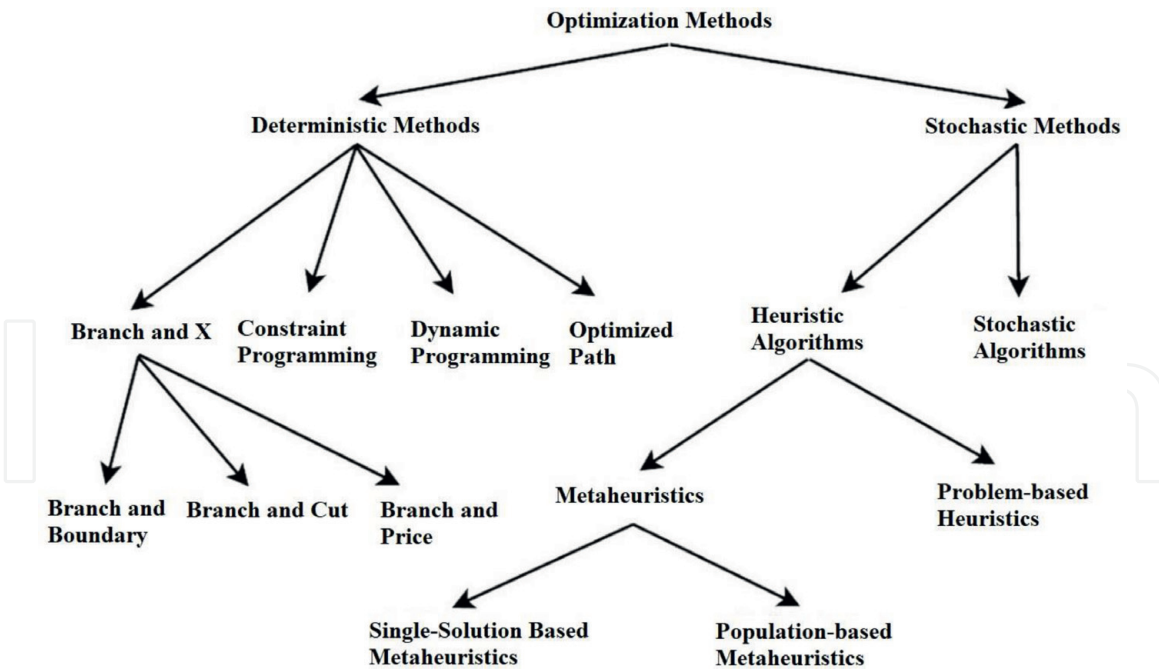 Optimization Methods
Deterministic Methods
Stochastic Methods
Branch and X
Constraint
Programming
Dynamic
Programming
Optimized
Path
Heuristic
Algorithms
Stochastic
Algorithms
Branch and
Boundary
Branch and Cut
Branch and
Price
Metaheuristics
Problem-based
Heuristics
Single-Solution Based
Metaheuristics
Population-based
Metaheuristics